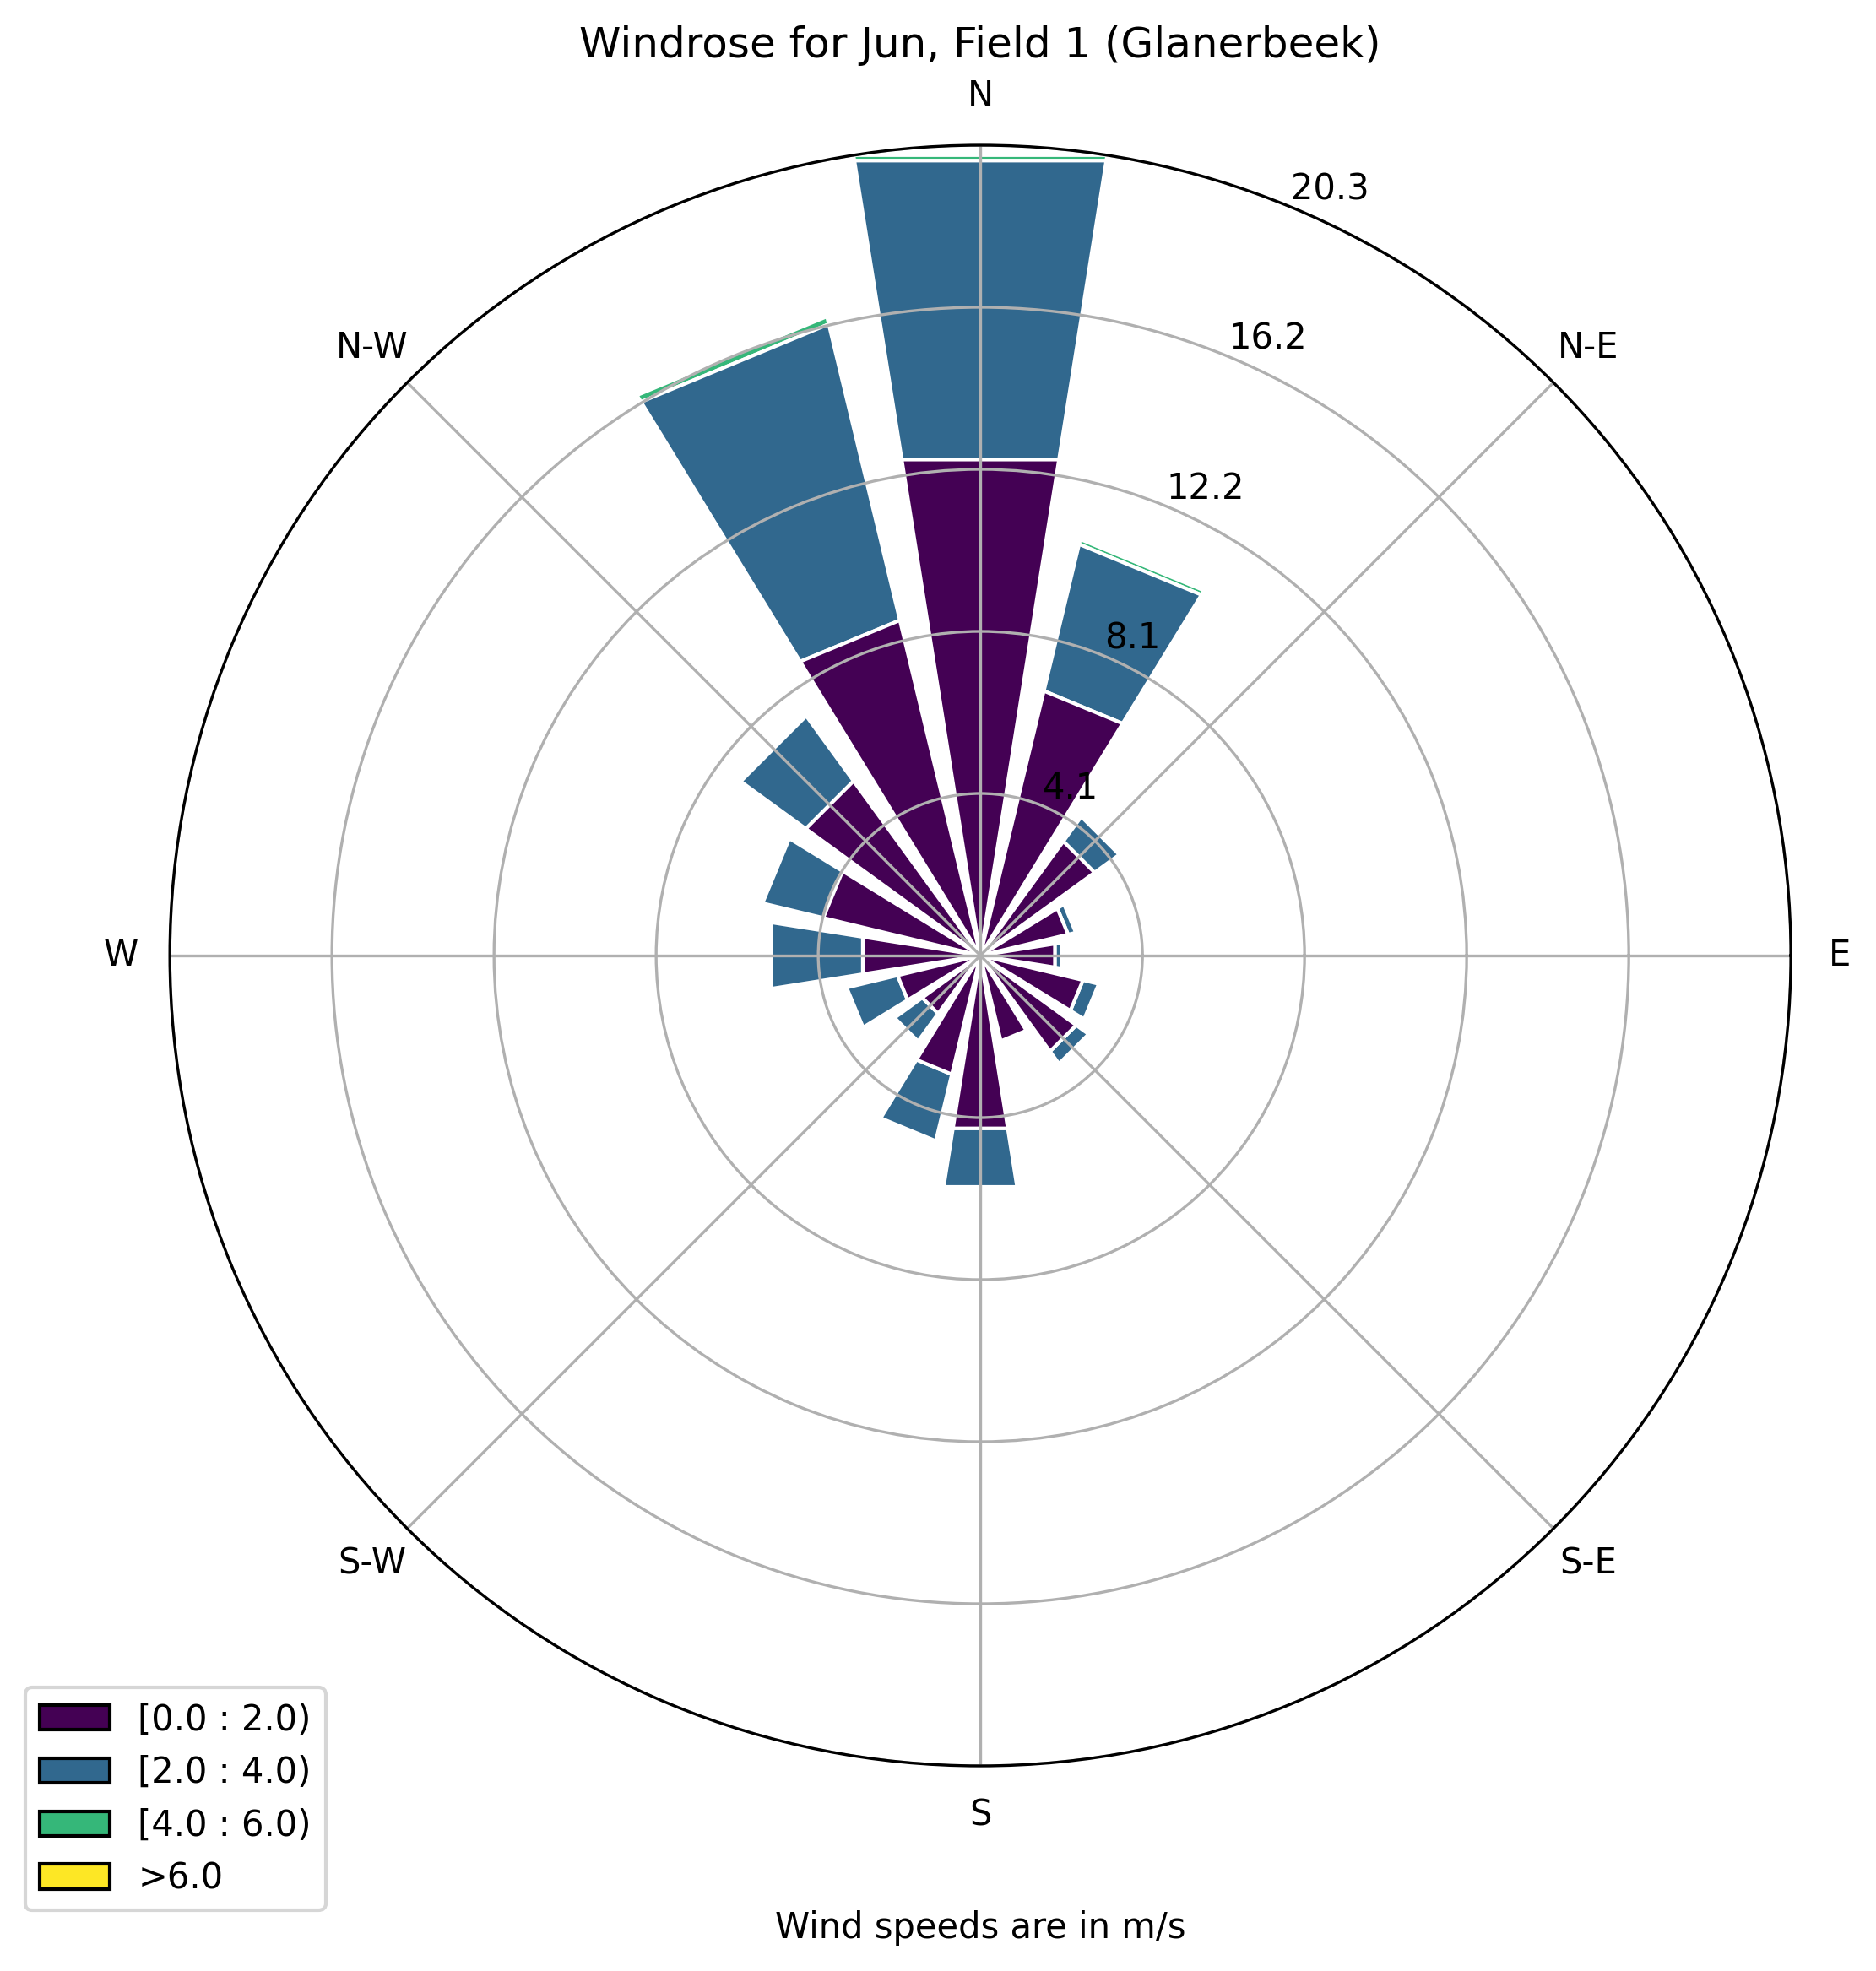 Windrose for Jun, Field 1 (Glanerbeek)
N
20.3
16.2
N-W
N-E
12.2
8.1
4.1
W
E
S-W
S-E
[0.0 : 2.0)
[2.0 : 4.0)
S
[4.0 : 6.0)
>6.0
Wind speeds are in m/s